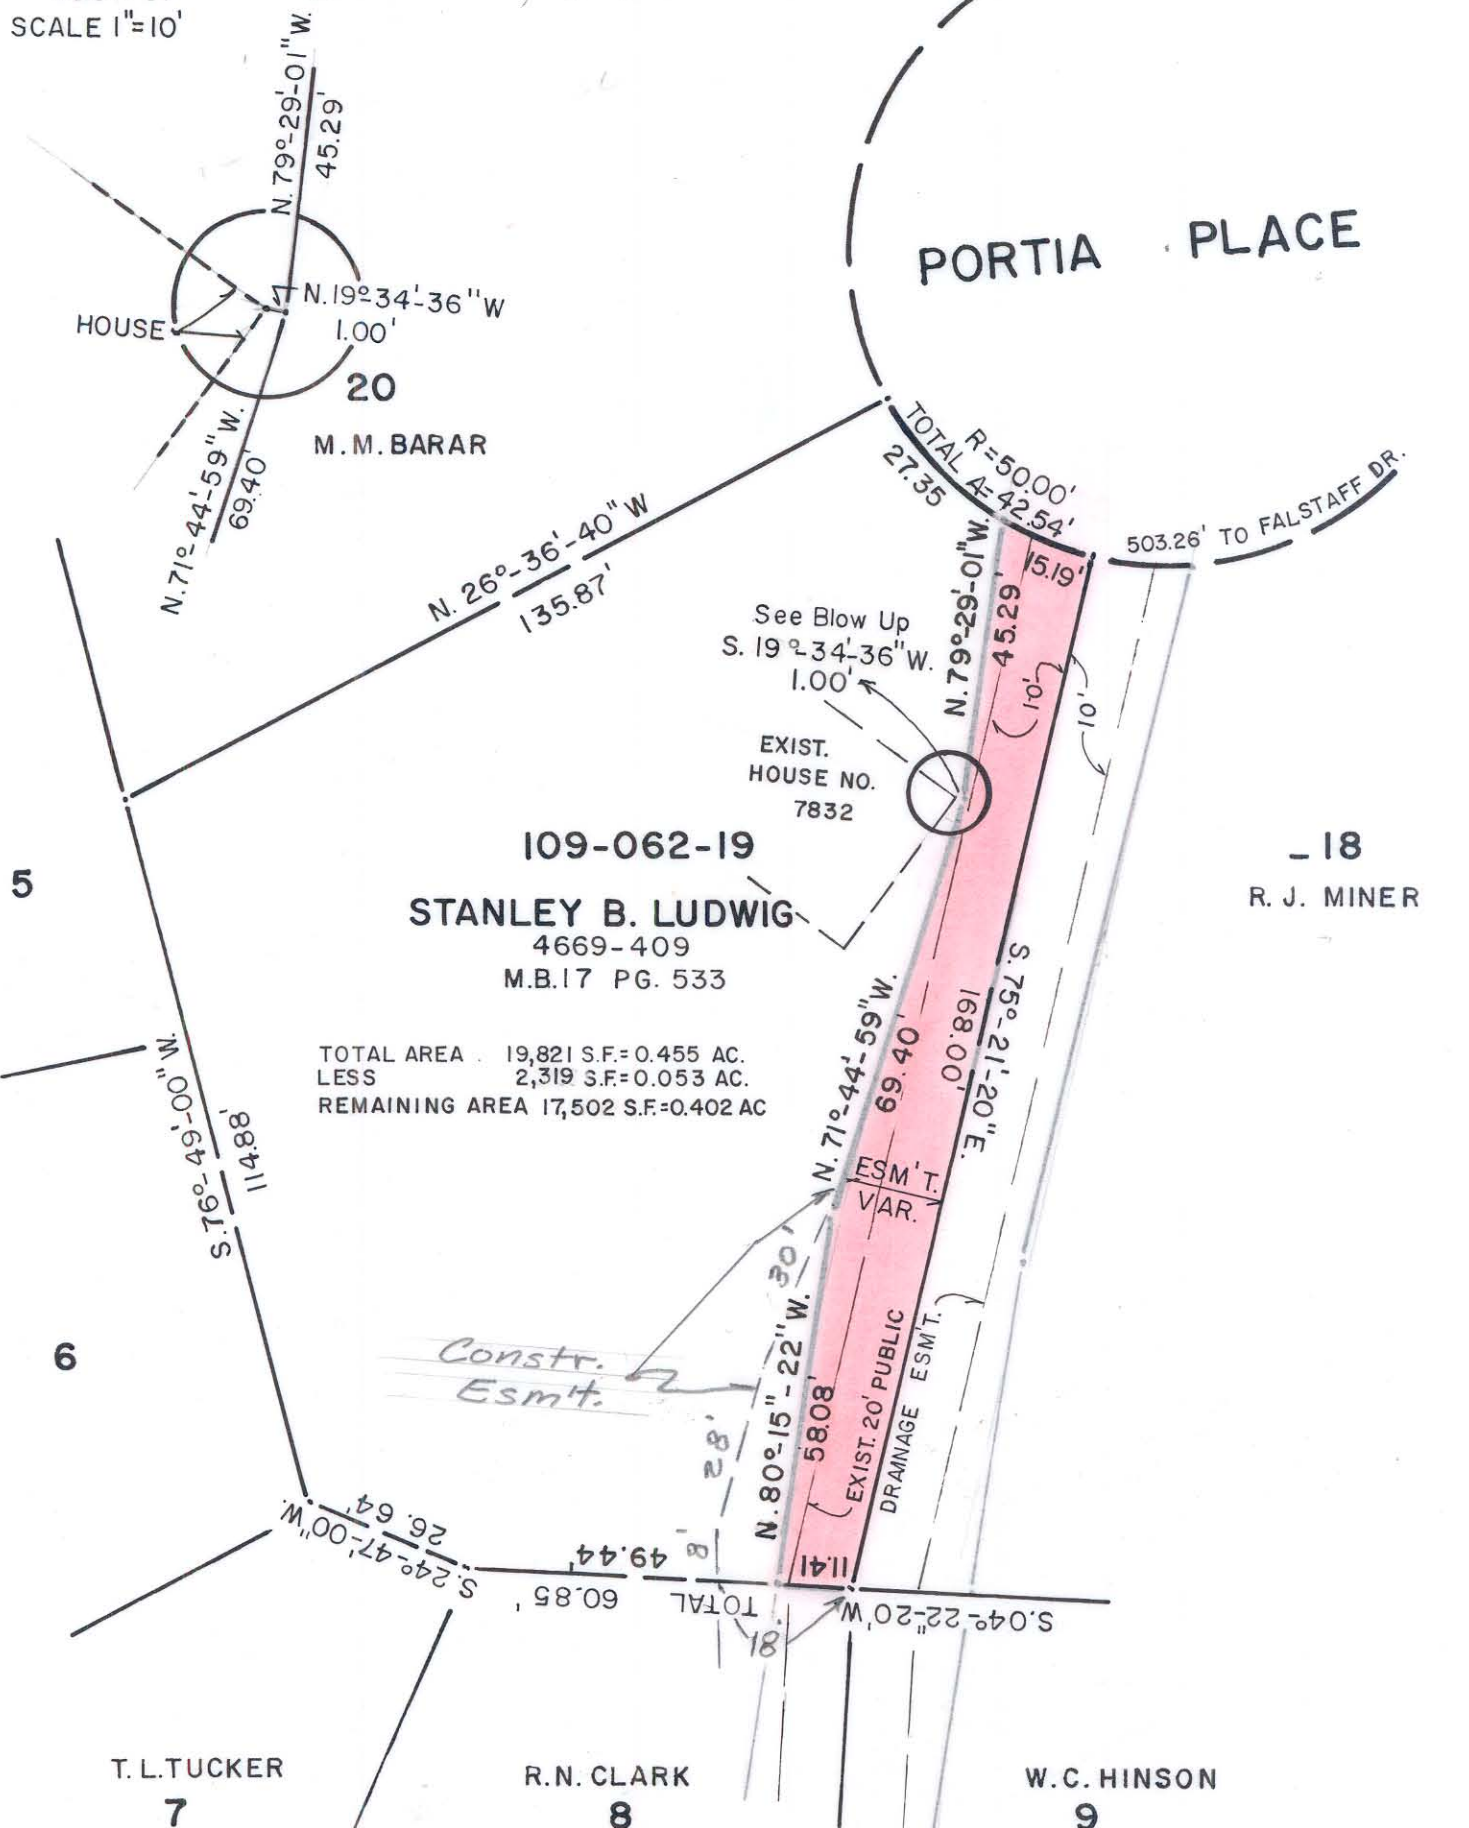 SCALE 1"=10'
N. 79°-29'-01"W.
45.29'
N. 19°-34'-36"W
1.00'
HOUSE
20
M. M. BARAR
N. 71°-44'-59"W.
69.40'
PORTIA PLACE
R=50.00'
TOTAL A=42.54'
27.35
15.19'
503.26' TO FALSTAFF DR.
N. 26°-36'-40"W
135.87'
N. 79°-29'-01"W.
45.29'
See Blow Up
S. 19°-34'-36"W.
1.00'
10'
10'
EXIST.
HOUSE NO.
7832
109-062-19
STANLEY B. LUDWIG
4669-409
M.B.17 PG. 533
18
R. J. MINER
5
TOTAL AREA 19,821 S.F.=0.455 AC.
LESS 2,319 S.F.=0.053 AC.
REMAINING AREA 17,502 S.F.=0.402 AC
N. 71°-44'-59"W.
69.40'
S. 75°-21'-20"E.
168.00'
S. 76°-49'-00"W.
114.88'
ESM'T.
VAR.
30'
6
Constr.
Esm't.
28'
N. 80°-15"-22"W.
58.08'
EXIST. 20' PUBLIC
DRAINAGE ESM'T.
S. 24°-47'-00"W.
26.64'
49.44'
8'
11.41
60.85'
TOTAL
S. 04°-22"-20'W
18'
T. L. TUCKER
7
R.N. CLARK
8
W.C. HINSON
9